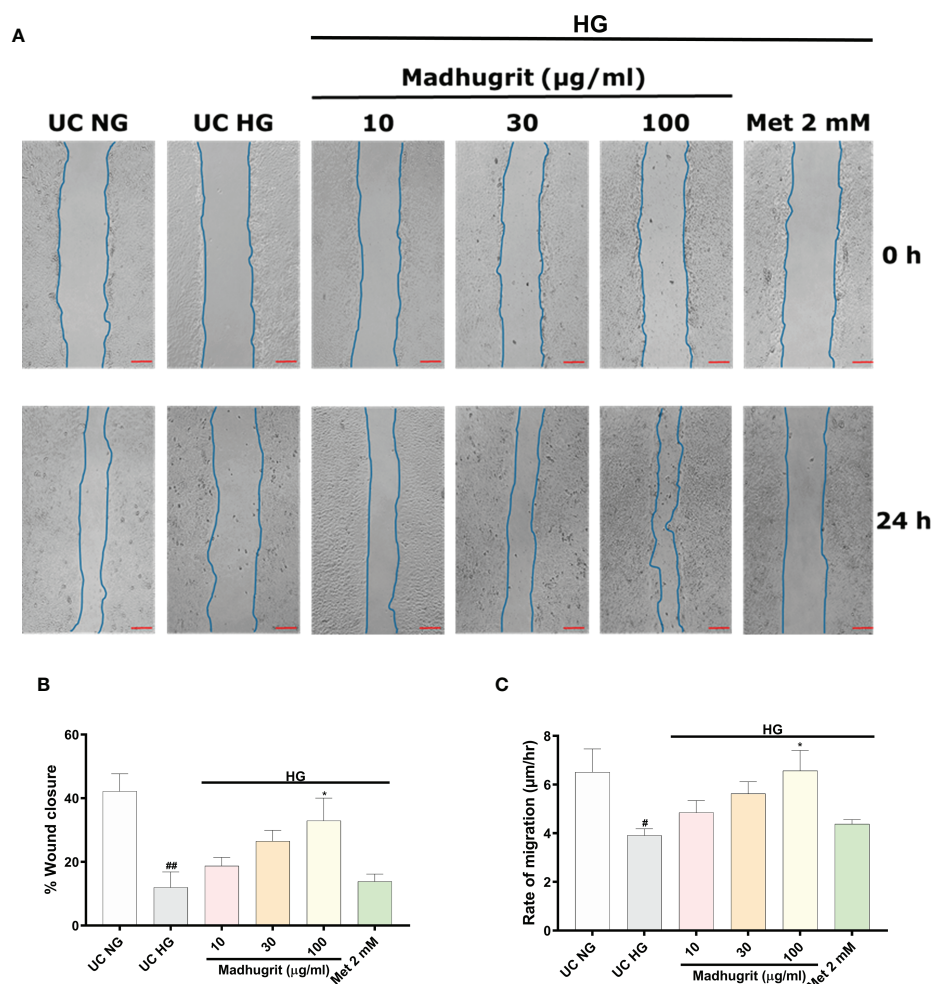 A
HG
Madhugrit (µg/ml)
UC NG UC HG 10 30 100 Met 2 mM
0 h
24 h
B
% Wound closure
60
40
20
0
HG
##
*
UC NG UC HG 10 30 100 Met 2 mM
Madhugrit (µg/ml)
C
Rate of migration (µm/hr)
8
6
4
2
0
HG
#
*
UC NG UC HG 10 30 100 Met 2 mM
Madhugrit (µg/ml)